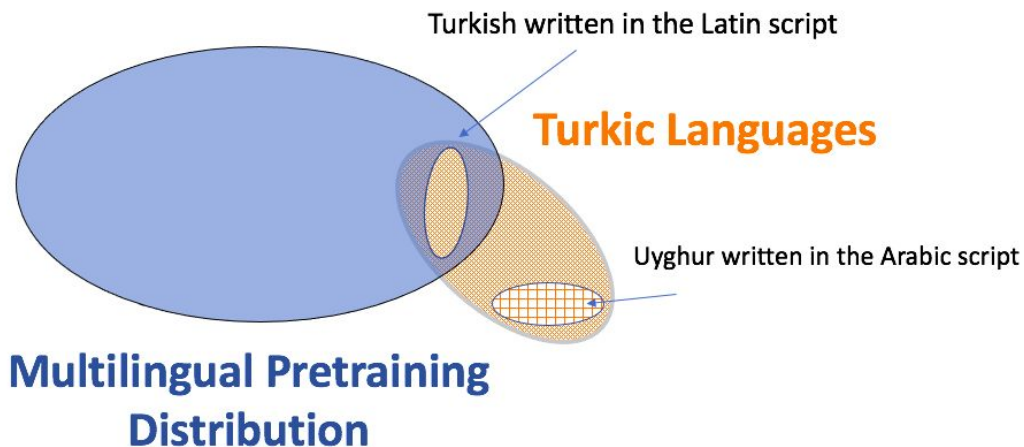 Turkish written in the Latin script
Turkic Languages
Uyghur written in the Arabic script
Multilingual Pretraining
Distribution